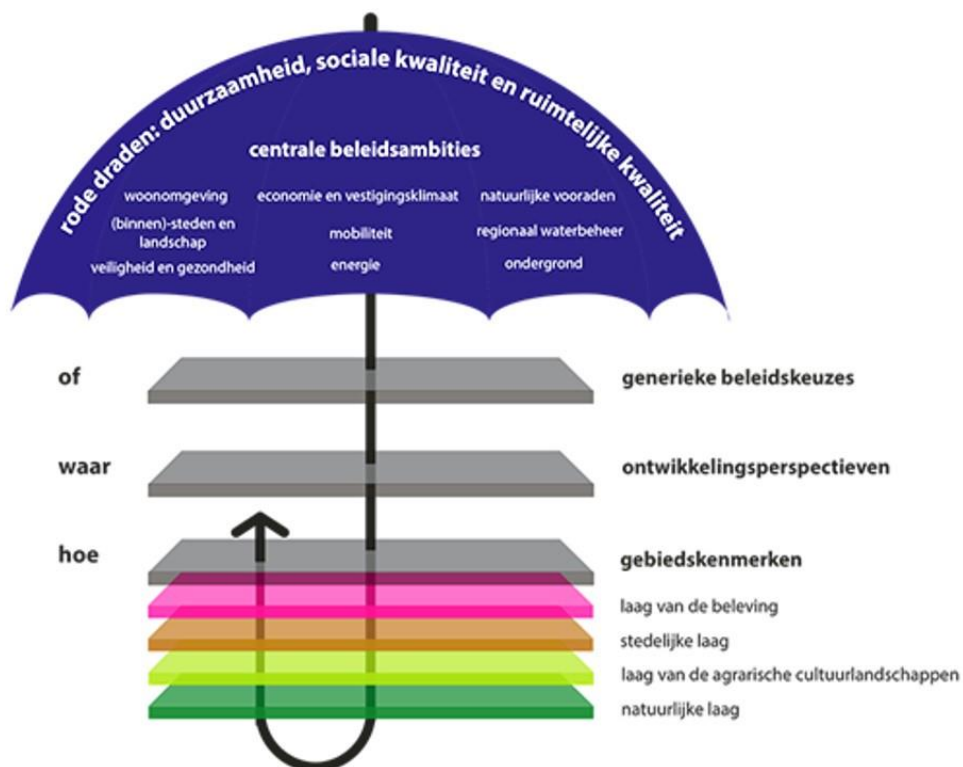 rode draden: duurzaamheid, sociale kwaliteit en ruimtelijke kwaliteit
centrale beleidsambities
woonomgeving
economie en vestigingsklimaat
natuurlijke vooraden
(binnen)-steden en
landschap
mobiliteit
regionaal waterbeheer
veiligheid en gezondheid
energie
ondergrond
of
generieke beleidskeuzes
waar
ontwikkelingsperspectieven
hoe
gebiedskenmerken
laag van de beleving
stedelijke laag
laag van de agrarische cultuurlandschappen
natuurlijke laag